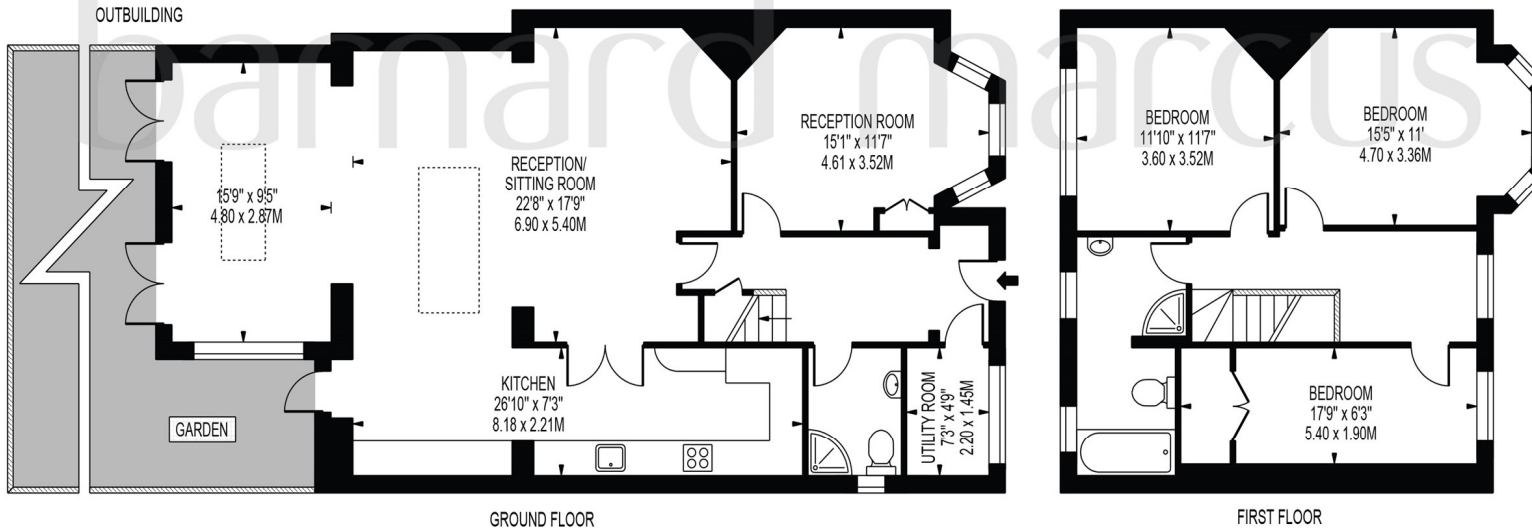 OUTBUILDING
barnard marcus
15'9" x 9'5"
4.80 x 2.87M
RECEPTION/
SITTING ROOM
22'8" x 17'9"
6.90 x 5.40M
RECEPTION ROOM
15'1" x 11'7"
4.61 x 3.52M
KITCHEN
26'10" x 7'3"
8.18 x 2.21M
UTILITY ROOM
7'3" x 4'9"
2.20 x 1.45M
GARDEN
GROUND FLOOR
BEDROOM
11'10" x 11'7"
3.60 x 3.52M
BEDROOM
15'5" x 11'
4.70 x 3.36M
BEDROOM
17'9" x 6'3"
5.40 x 1.90M
FIRST FLOOR